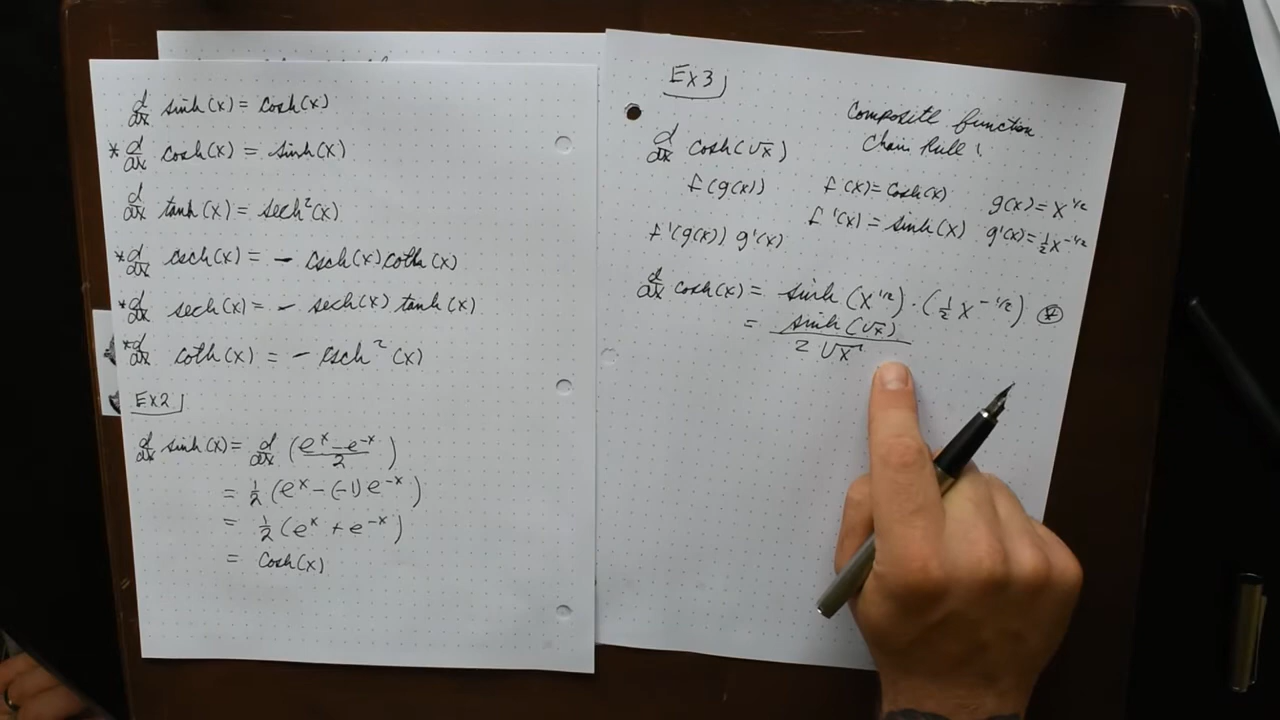 d/dx sinh(x) = cosh(x)
* d/dx cosh(x) = sinh(x)
d/dx tanh(x) = sech²(x)
* d/dx csch(x) = - csch(x) coth(x)
* d/dx sech(x) = - sech(x) tanh(x)
* d/dx coth(x) = - csch²(x)
Ex2
d/dx sinh(x) = d/dx ((e^x - e^-x)/2)
= 1/2 (e^x - (-1)e^-x)
= 1/2 (e^x + e^-x)
= cosh(x)
Ex3
Composite function
Chain Rule!
d/dx cosh(√x)
f(g(x)) f(x) = cosh(x) g(x) = x^1/2
f'(g(x)) g'(x) f'(x) = sinh(x) g'(x) = 1/2 x^-1/2
d/dx cosh(x) = sinh(x^1/2) · (1/2 x^-1/2) *
= sinh(√x) / 2√x